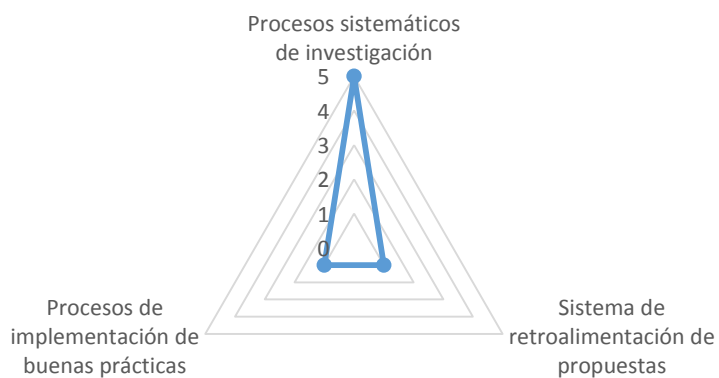 Procesos sistemáticos
de investigación
5
4
3
2
1
0
Procesos de
implementación de
buenas prácticas
Sistema de
retroalimentación de
propuestas